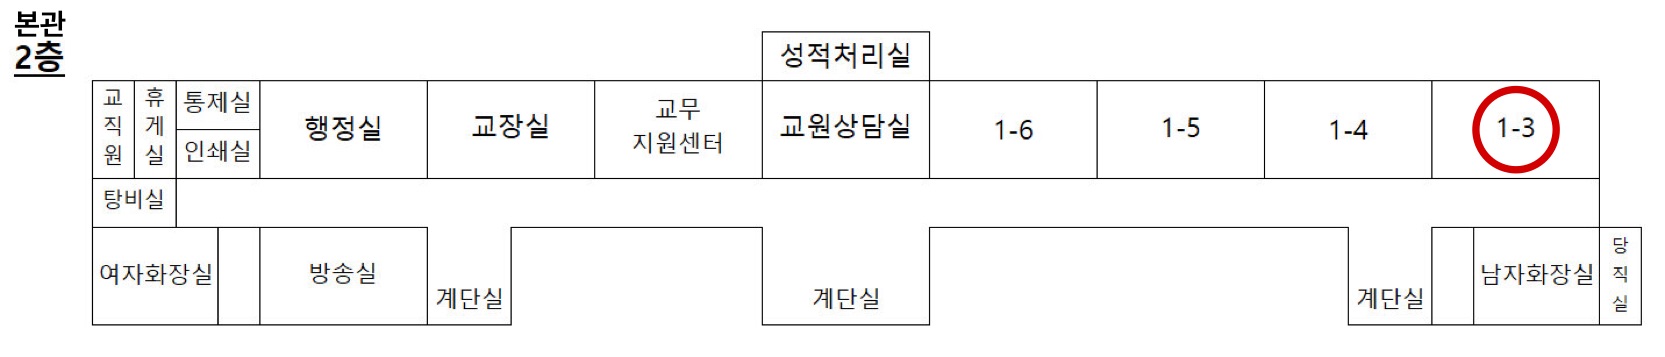 본관
2층
성적처리실
교
직
원
휴
게
실
통제실
인쇄실
행정실
교장실
교무
지원센터
교원상담실
1-6
1-5
1-4
1-3
탕비실
여자화장실
방송실
계단실
계단실
계단실
남자화장실
당
직
실